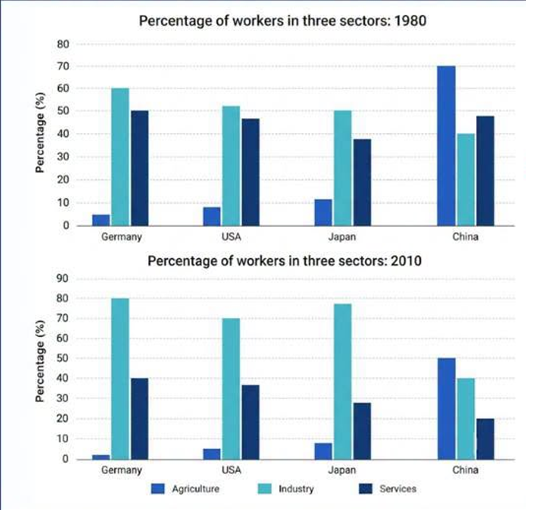 Percentage of workers in three sectors: 1980
Percentage (%)
80
70
60
50
40
30
20
10
0
Germany USA Japan China
Percentage of workers in three sectors: 2010
Percentage (%)
90
80
70
60
50
40
30
20
10
0
Germany USA Japan China
Agriculture Industry Services